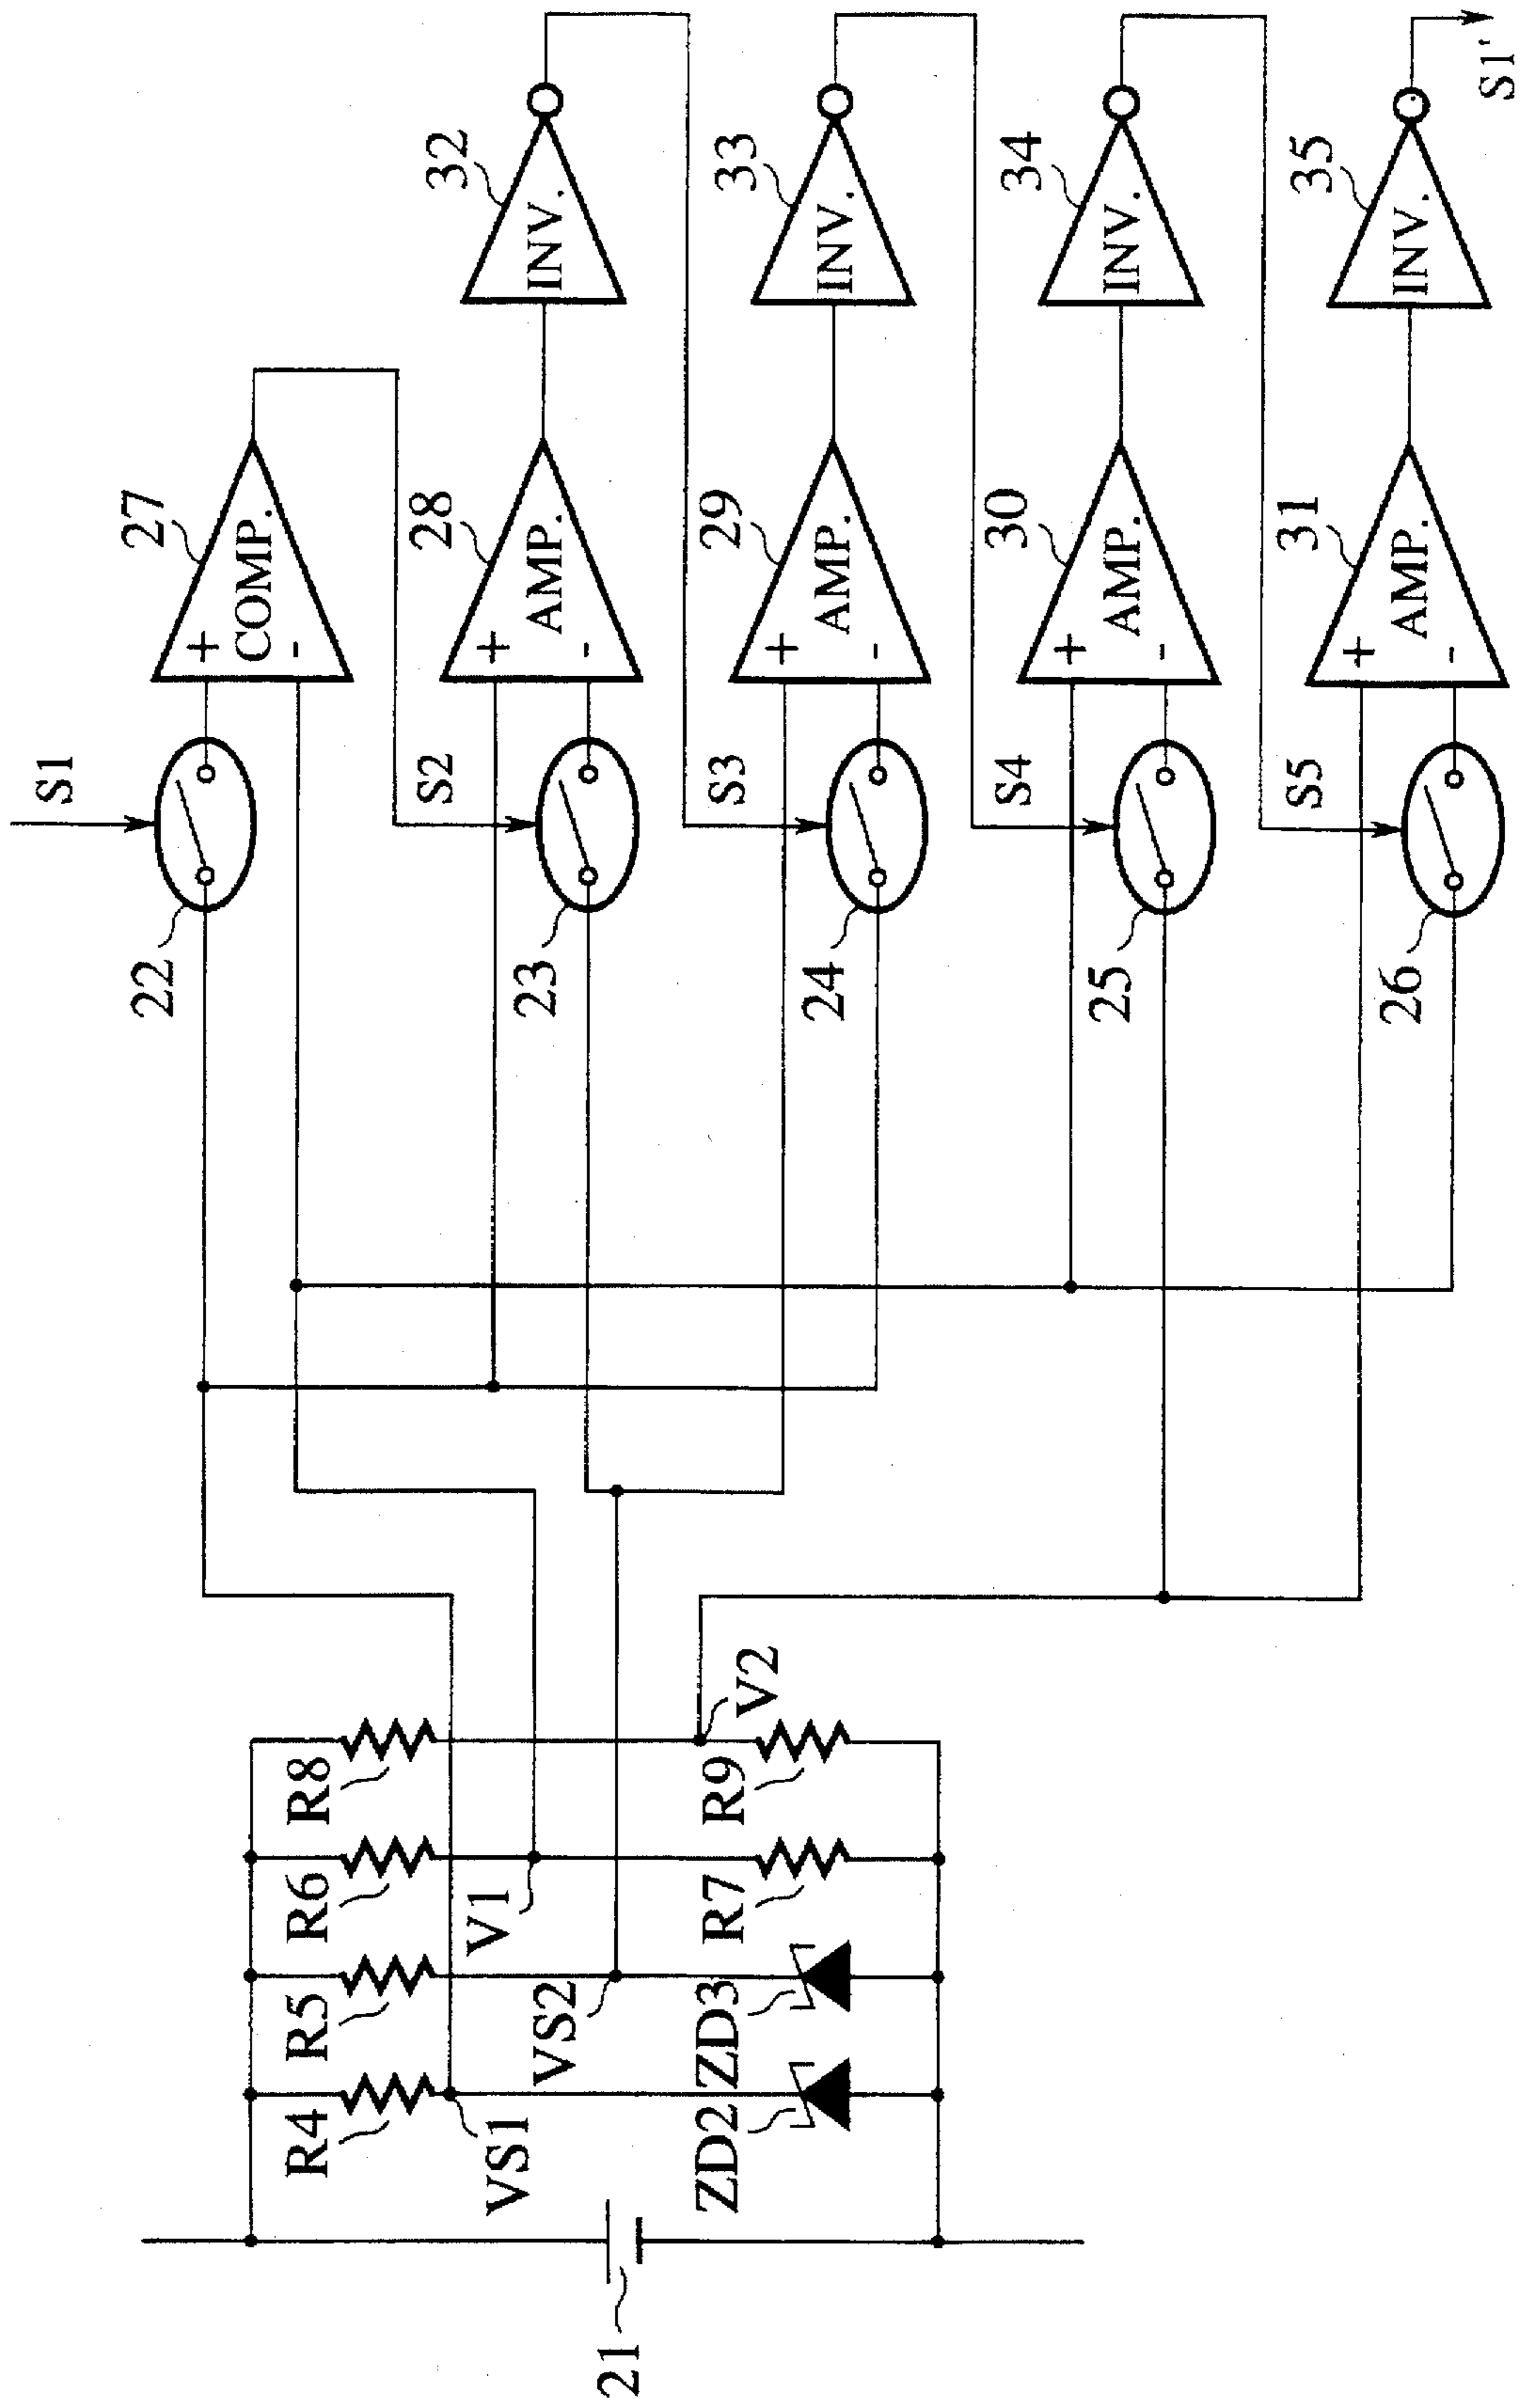 S1
22
27
+
COMP.
-
S2
23
28
+
AMP.
-
32
INV.
S3
24
29
+
AMP.
-
33
INV.
S4
25
30
+
AMP.
-
34
INV.
S5
26
31
+
AMP.
-
35
INV.
S1'
R4
R5
R6
R8
VS1
VS2
V1
V2
ZD2
ZD3
R7
R9
21